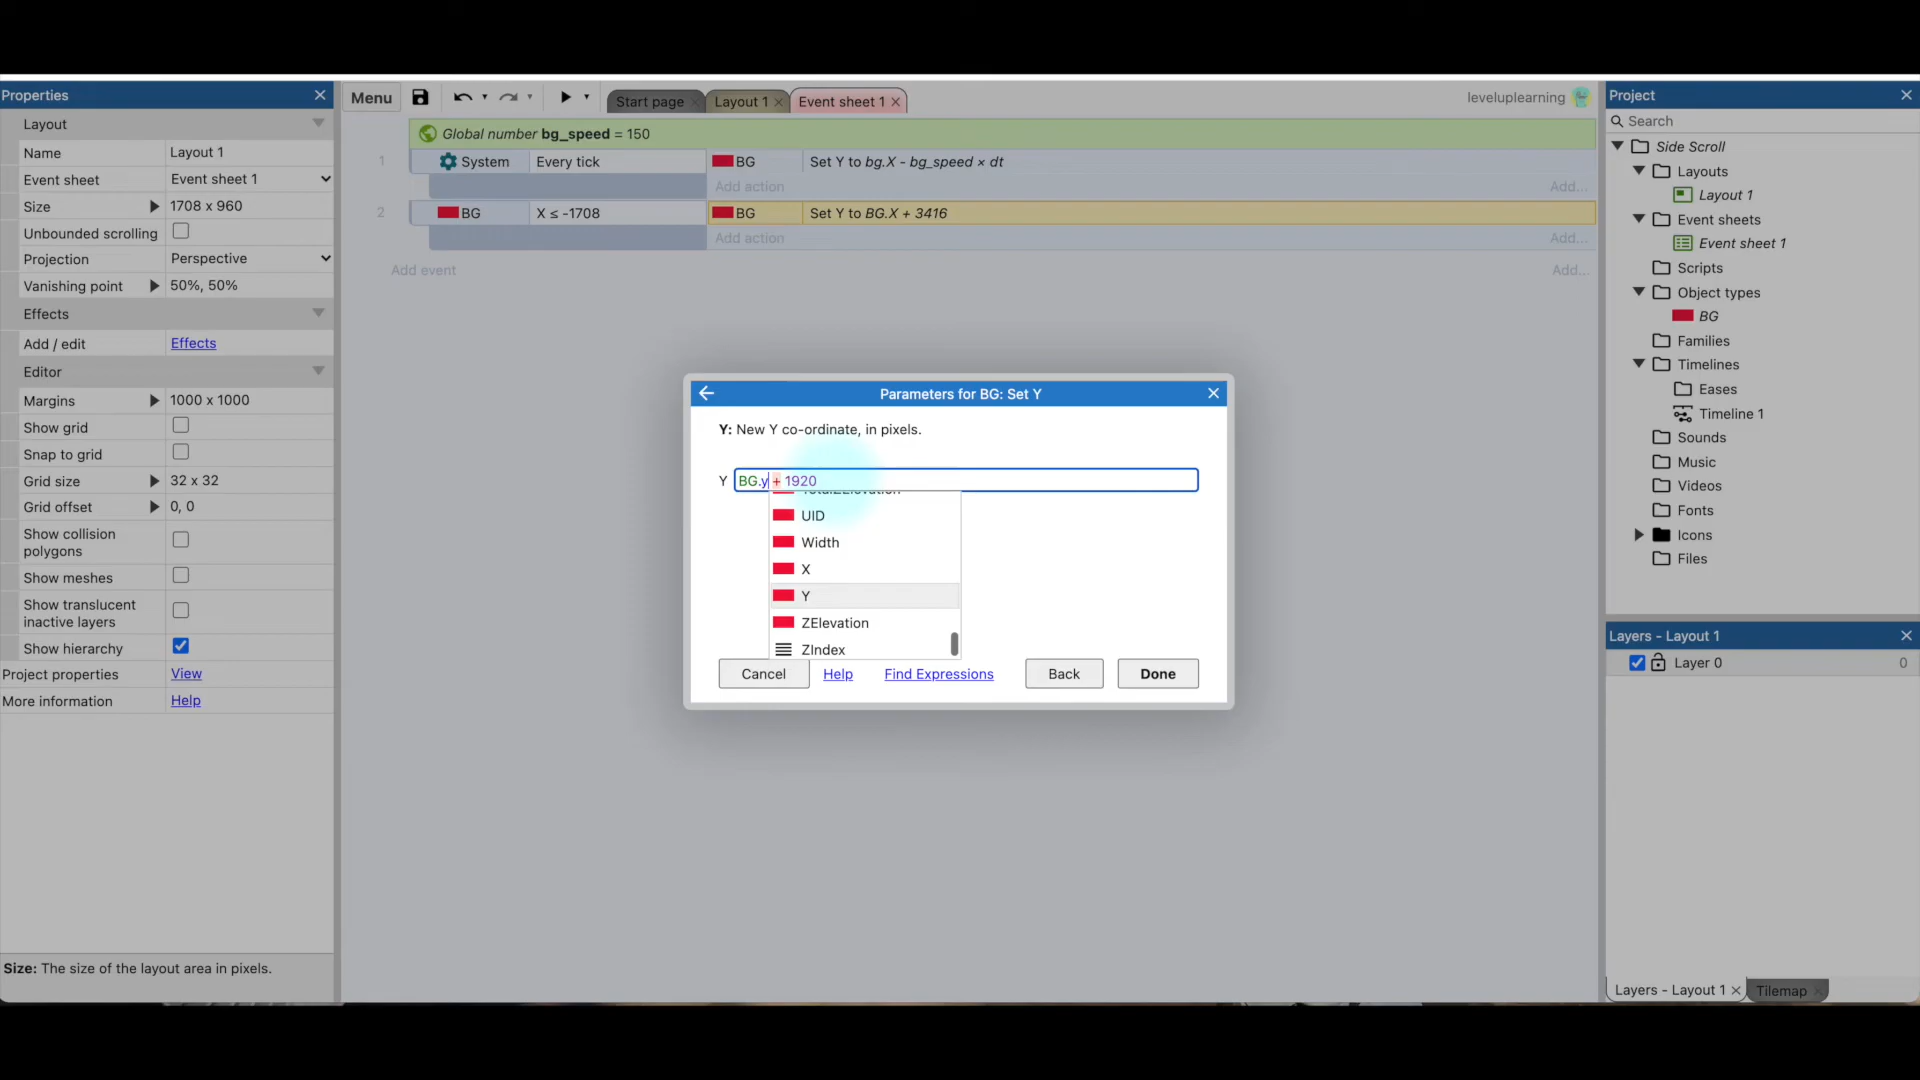 Properties
Layout
Name Layout 1
Event sheet Event sheet 1
Size 1708 x 960
Unbounded scrolling
Projection Perspective
Vanishing point 50%, 50%
Effects
Add / edit Effects
Editor
Margins 1000 x 1000
Show grid
Snap to grid
Grid size 32 x 32
Grid offset 0, 0
Show collision
polygons
Show meshes
Show translucent
inactive layers
Show hierarchy
Project properties View
More information Help
Size: The size of the layout area in pixels.
Menu
Start page
Layout 1
Event sheet 1
leveluplearning
Global number bg_speed = 150
1 System Every tick BG Set Y to bg.X - bg_speed × dt
Add action Add...
2 BG X ≤ -1708 BG Set Y to BG.X + 3416
Add action Add...
Add event Add...
Parameters for BG: Set Y
Y: New Y co-ordinate, in pixels.
Y BG.y + 1920
TotalZElevation
UID
Width
X
Y
ZElevation
ZIndex
Cancel Help Find Expressions Back Done
Project
Search
Side Scroll
Layouts
Layout 1
Event sheets
Event sheet 1
Scripts
Object types
BG
Families
Timelines
Eases
Timeline 1
Sounds
Music
Videos
Fonts
Icons
Files
Layers - Layout 1
Layer 0 0
Layers - Layout 1 Tilemap